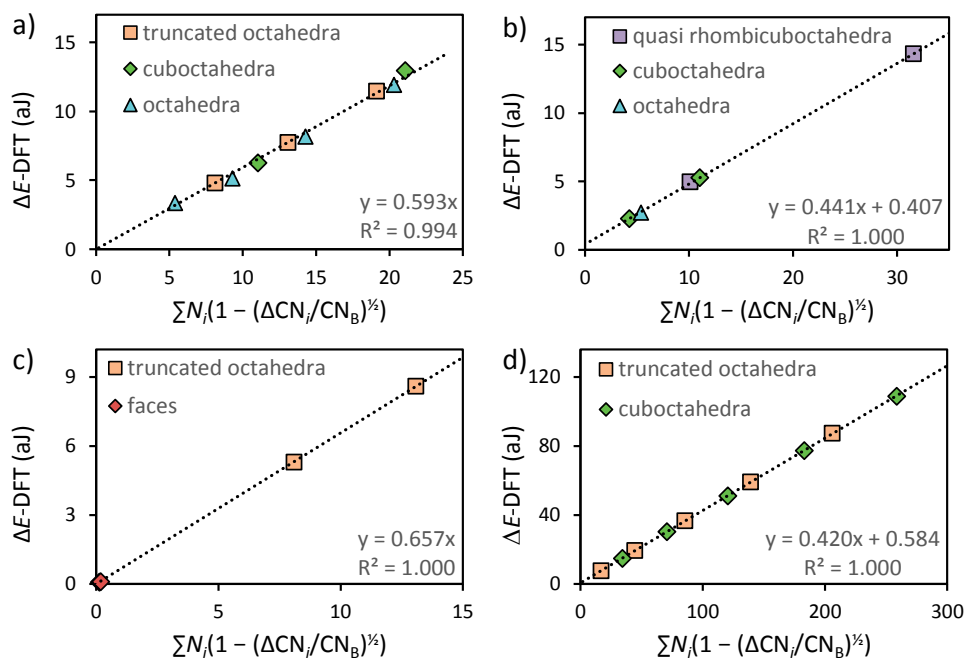 a)
15
10
5
0
0
5
10
15
20
25
ΔE-DFT (aJ)
truncated octahedra
cuboctahedra
octahedra
y = 0.593x
R² = 0.994
∑Nᵢ(1 − (ΔCNᵢ/CN_B)^½)
b)
15
10
5
0
0
10
20
30
ΔE-DFT (aJ)
quasi rhombicuboctahedra
cuboctahedra
octahedra
y = 0.441x + 0.407
R² = 1.000
∑Nᵢ(1 − (ΔCNᵢ/CN_B)^½)
c)
9
6
3
0
0
5
10
15
ΔE-DFT (aJ)
truncated octahedra
faces
y = 0.657x
R² = 1.000
∑Nᵢ(1 − (ΔCNᵢ/CN_B)^½)
d)
120
80
40
0
0
100
200
300
ΔE-DFT (aJ)
truncated octahedra
cuboctahedra
y = 0.420x + 0.584
R² = 1.000
∑Nᵢ(1 − (ΔCNᵢ/CN_B)^½)